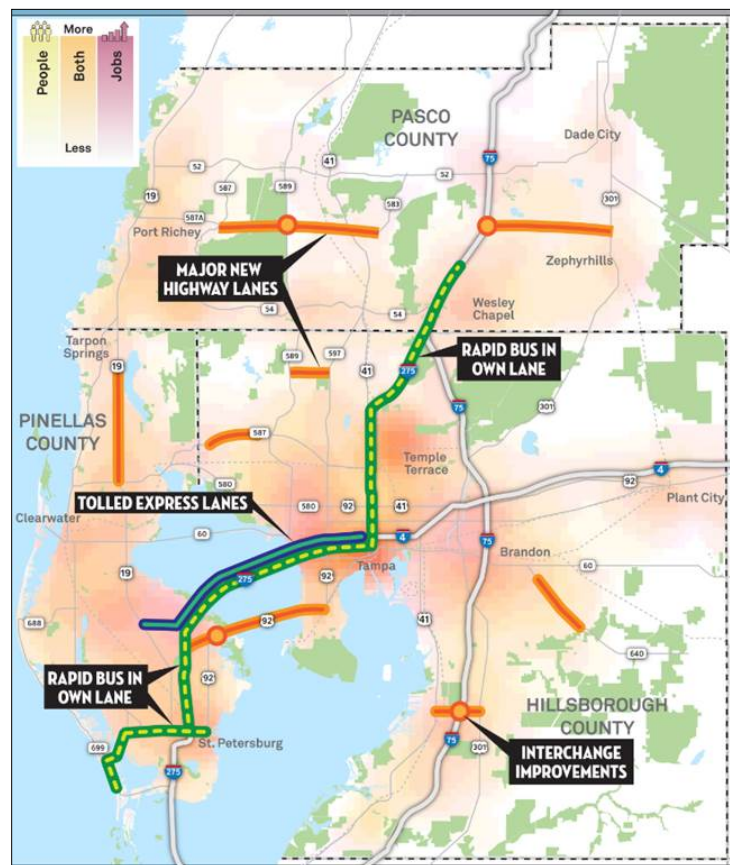 More
People
Both
Jobs
Less
PASCO
COUNTY
Dade City
41
75
52
52
19
587
589
583
301
587A
Port Richey
MAJOR NEW
HIGHWAY LANES
Zephyrhills
54
54
Wesley
Chapel
Tarpon
Springs
RAPID BUS IN
OWN LANE
19
589
597
41
275
75
301
PINELLAS
COUNTY
587
Temple
Terrace
4
92
TOLLED EXPRESS LANES
580
580
92
41
Plant City
Clearwater
60
4
75
Brandon
60
Tampa
19
275
92
92
41
688
640
RAPID BUS IN
OWN LANE
92
HILLSBOROUGH
COUNTY
699
St. Petersburg
75
301
INTERCHANGE
IMPROVEMENTS
275